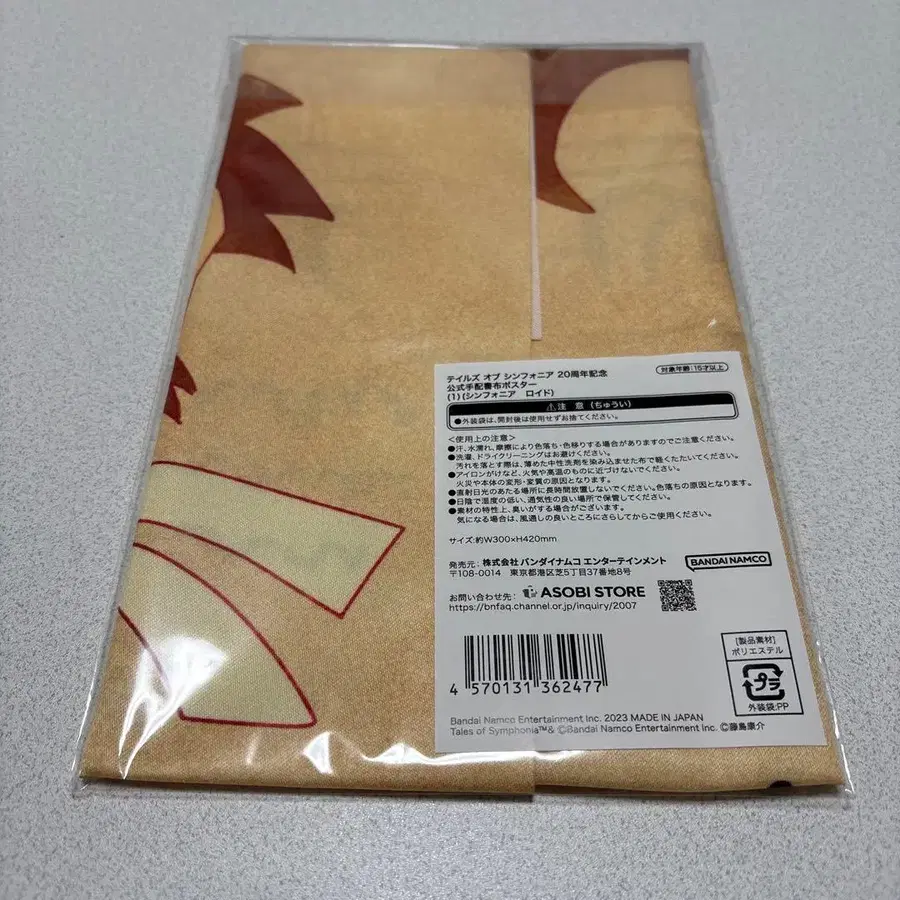 テイルズ オブ シンフォニア 20周年記念
対象年齢:15才以上
公式手配書布ポスター
(1)(シンフォニア ロイド)
⚠注 意(ちゅうい)
●外装袋は、開封後は使用せずお捨てください。
<使用上の注意>
●汗、水濡れ、摩擦により色落ち・色移りする場合がありますのでご注意ください。
●洗濯、ドライクリーニングはお避けください。
汚れを落とす際は、薄めた中性洗剤を染み込ませた布で軽くたたいてください。
●アイロンがけなど、火気や高温のものに近づけないでください。
火災や本体の変形・変質の原因となります。
●直射日光のあたる場所に長時間放置しないでください。色落ちの原因となります。
●日陰で湿度の低い、通気性の良い場所で保管してください。
●素材の特性上、臭いがする場合がございます。
気になる場合は、風通しの良いところにさらしてからご使用ください。
サイズ:約W300×H420mm
発売元: 株式会社 バンダイナムコ エンターテインメント
〒108-0014 東京都港区芝5丁目37番地8号
BANDAI NAMCO
お問い合わせ先: ASOBI STORE
https://bnfaq.channel.or.jp/inquiry/2007
4 570131 362477
[製品素材]
ポリエステル
プラ
外装袋:PP
Bandai Namco Entertainment Inc. 2023 MADE IN JAPAN
Tales of Symphonia™& ©Bandai Namco Entertainment Inc. ©藤島康介